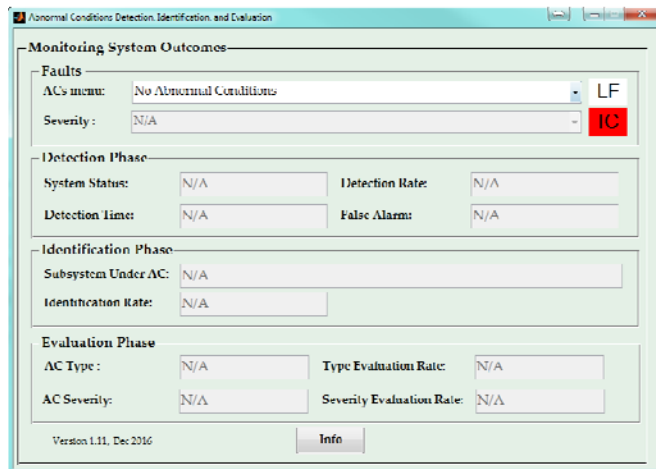 Abnormal Conditions Detection, Identification, and Evaluation
Monitoring System Outcomes
Faults
ACs menu: No Abnormal Conditions LF
Severity : N/A IC
Detection Phase
System Status: N/A Detection Rate: N/A
Detection Time: N/A False Alarm: N/A
Identification Phase
Subsystem Under AC: N/A
Identification Rate: N/A
Evaluation Phase
AC Type : N/A Type Evaluation Rate: N/A
AC Severity: N/A Severity Evaluation Rate: N/A
Version 1.11, Dec 2016 Info